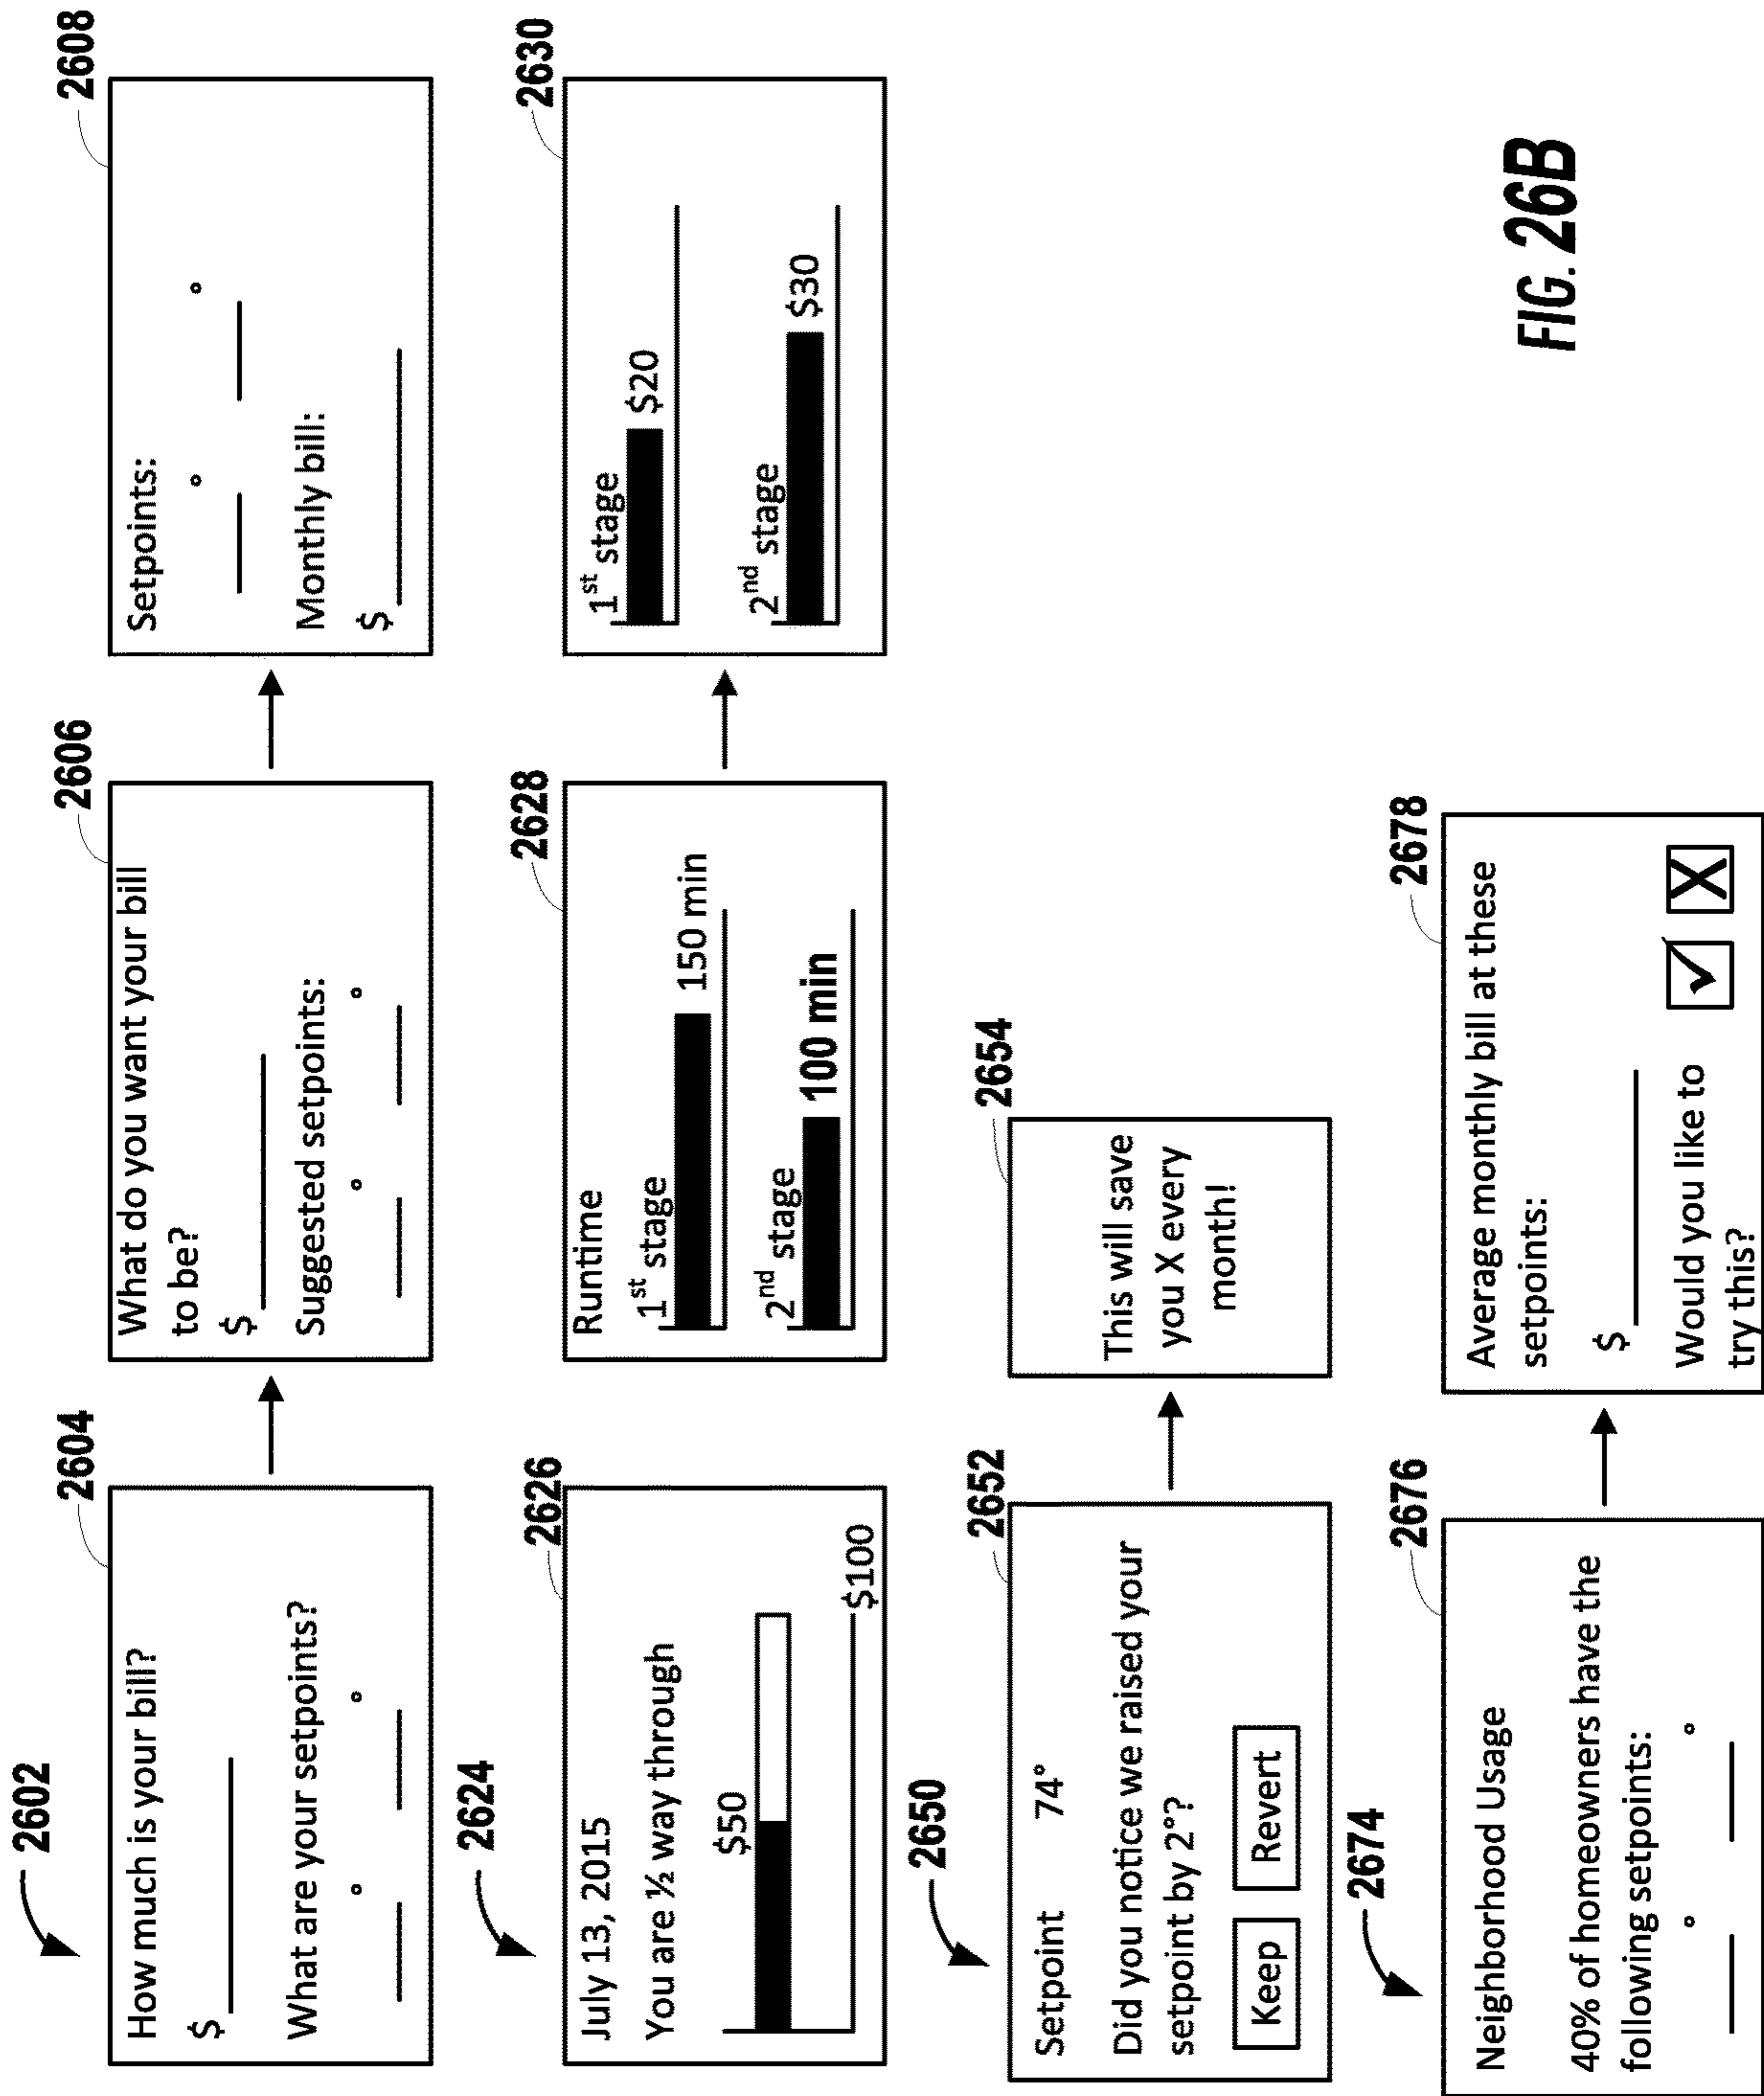 2602
2604
How much is your bill?
$
What are your setpoints?
° °
2606
What do you want your bill
to be?
$
Suggested setpoints:
° °
2608
Setpoints:
° °
Monthly bill:
$
2624
2626
July 13, 2015
You are ½ way through
$50
$100
2628
Runtime
1st stage
150 min
2nd stage
100 min
2630
1st stage
$20
2nd stage
$30
2650
2652
Setpoint 74°
Did you notice we raised your
setpoint by 2°?
Keep Revert
2654
This will save
you X every
month!
2674
2676
Neighborhood Usage
40% of homeowners have the
following setpoints:
° °
2678
Average monthly bill at these
setpoints:
$
Would you like to
try this?
✓ X
FIG. 26B